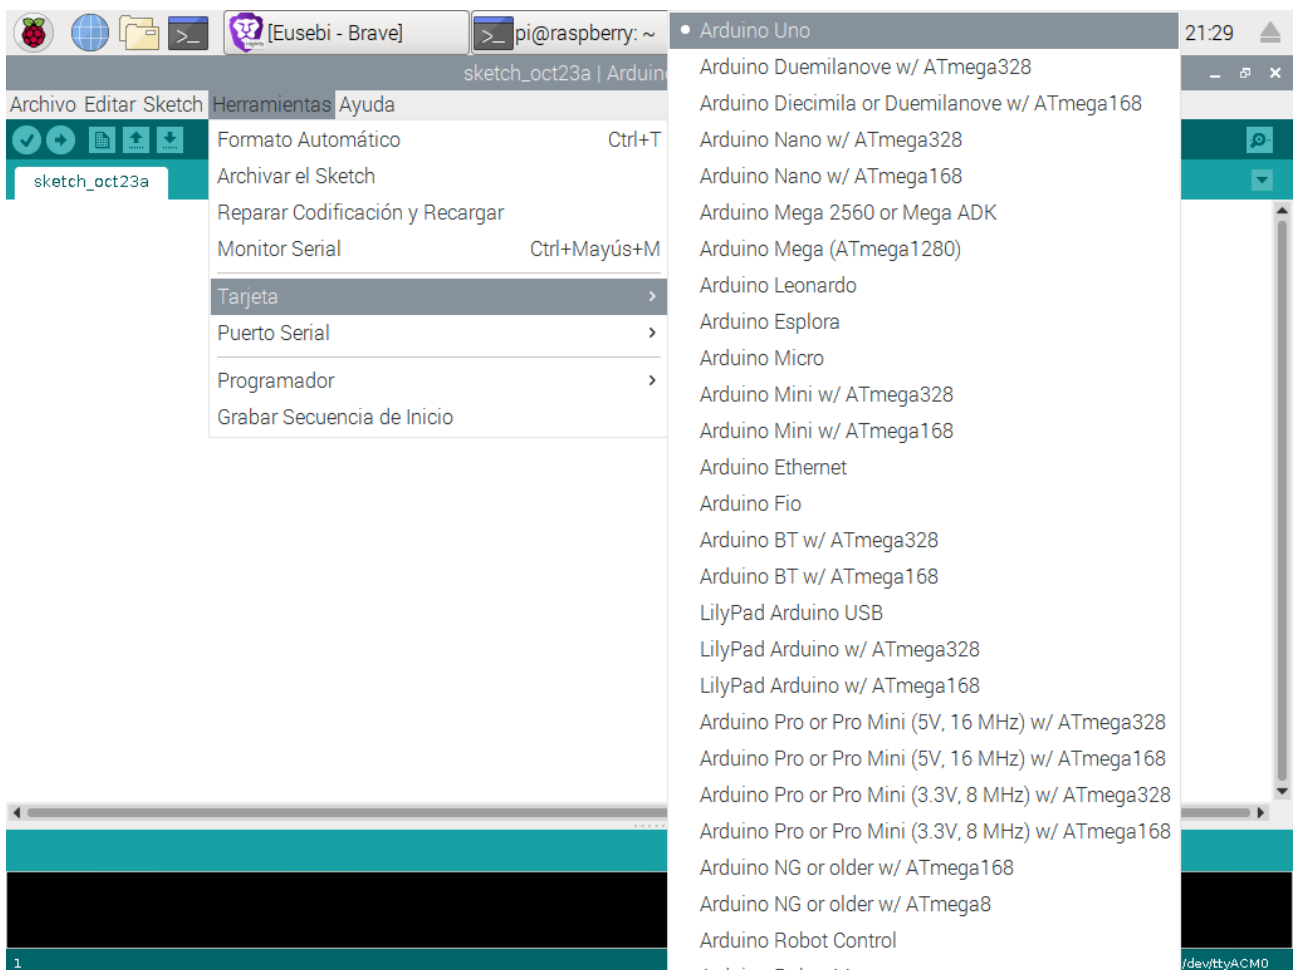 [Eusebi - Brave]
pi@raspberry: ~
21:29
sketch_oct23a | Arduin
Archivo Editar Sketch Herramientas Ayuda
sketch_oct23a
Formato Automático Ctrl+T
Archivar el Sketch
Reparar Codificación y Recargar
Monitor Serial Ctrl+Mayús+M
Tarjeta
Puerto Serial
Programador
Grabar Secuencia de Inicio
Arduino Uno
Arduino Duemilanove w/ ATmega328
Arduino Diecimila or Duemilanove w/ ATmega168
Arduino Nano w/ ATmega328
Arduino Nano w/ ATmega168
Arduino Mega 2560 or Mega ADK
Arduino Mega (ATmega1280)
Arduino Leonardo
Arduino Esplora
Arduino Micro
Arduino Mini w/ ATmega328
Arduino Mini w/ ATmega168
Arduino Ethernet
Arduino Fio
Arduino BT w/ ATmega328
Arduino BT w/ ATmega168
LilyPad Arduino USB
LilyPad Arduino w/ ATmega328
LilyPad Arduino w/ ATmega168
Arduino Pro or Pro Mini (5V, 16 MHz) w/ ATmega328
Arduino Pro or Pro Mini (5V, 16 MHz) w/ ATmega168
Arduino Pro or Pro Mini (3.3V, 8 MHz) w/ ATmega328
Arduino Pro or Pro Mini (3.3V, 8 MHz) w/ ATmega168
Arduino NG or older w/ ATmega168
Arduino NG or older w/ ATmega8
Arduino Robot Control
1
/dev/ttyACM0